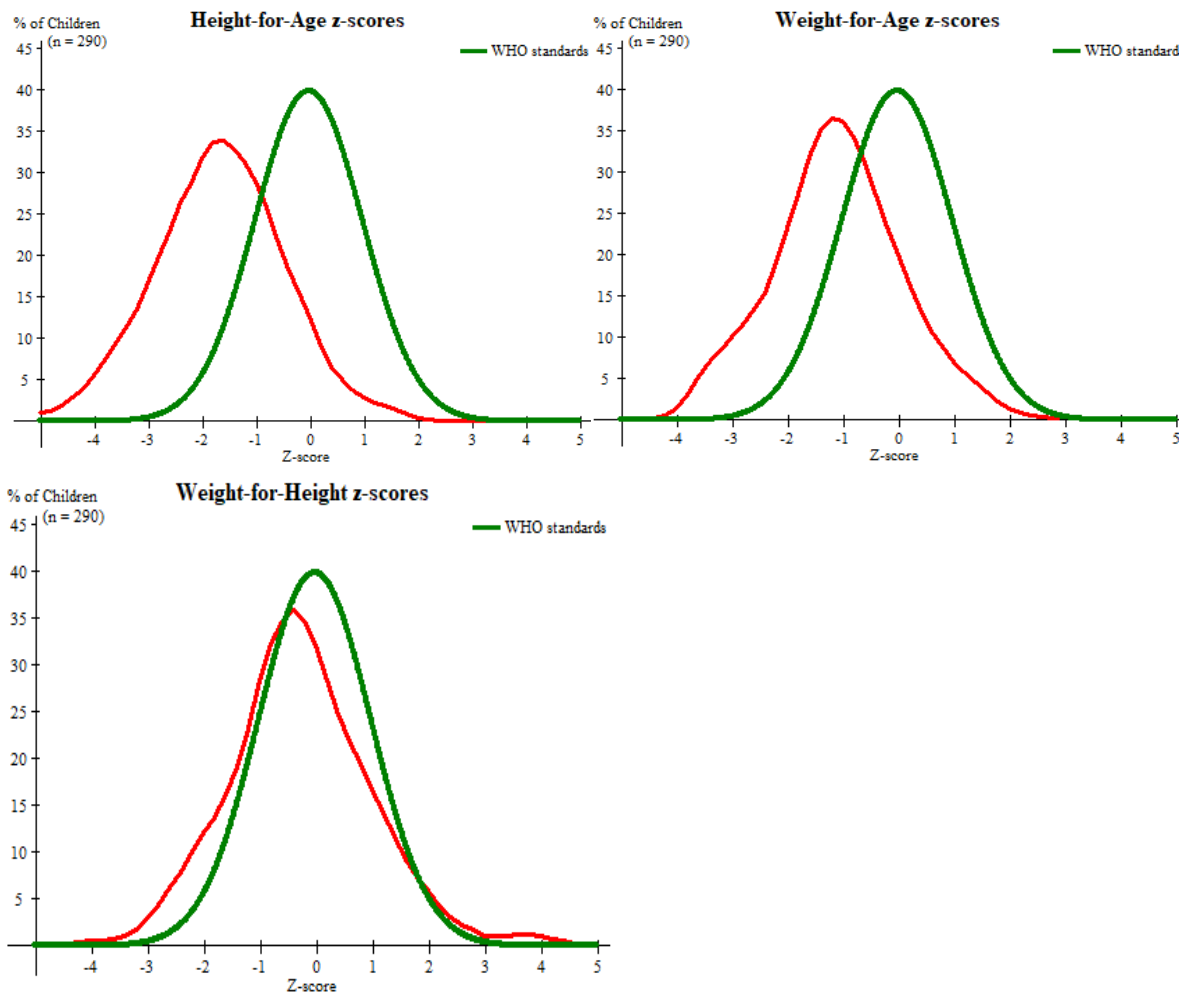 Height-for-Age z-scores
% of Children
(n = 290)
WHO standards
45
40
35
30
25
20
15
10
5
-4 -3 -2 -1 0 1 2 3 4 5
Z-score
Weight-for-Age z-scores
% of Children
(n = 290)
WHO standard
45
40
35
30
25
20
15
10
5
-4 -3 -2 -1 0 1 2 3 4 5
Z-score
Weight-for-Height z-scores
% of Children
(n = 290)
WHO standards
45
40
35
30
25
20
15
10
5
-4 -3 -2 -1 0 1 2 3 4 5
Z-score